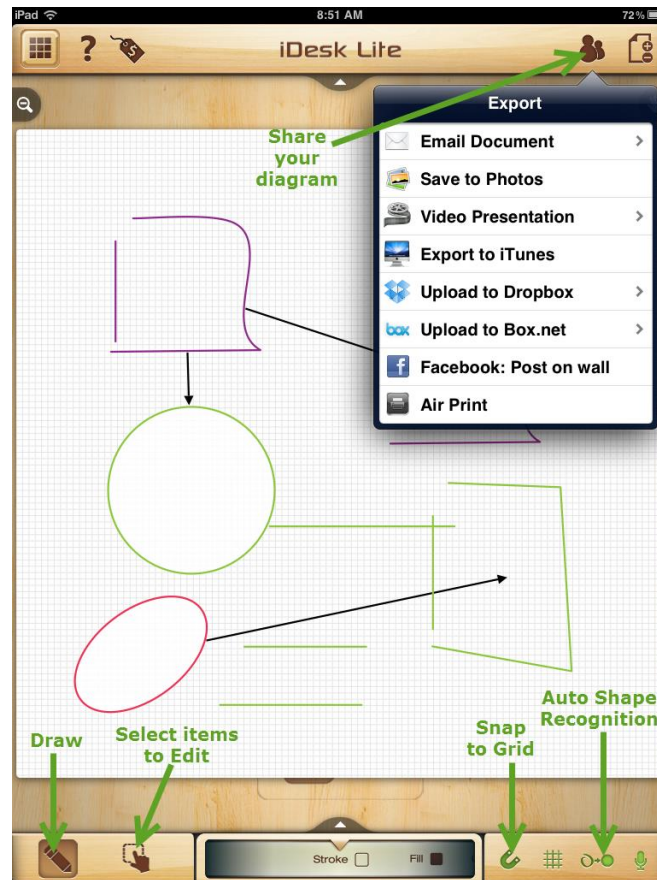 iPad
8:51 AM
72%
iDesk Lite
Export
Share
your
diagram
Email Document
Save to Photos
Video Presentation
Export to iTunes
Upload to Dropbox
box
Upload to Box.net
f
Facebook: Post on wall
Air Print
Auto Shape
Recognition
Snap
to Grid
Draw
Select items
to Edit
Stroke
Fill